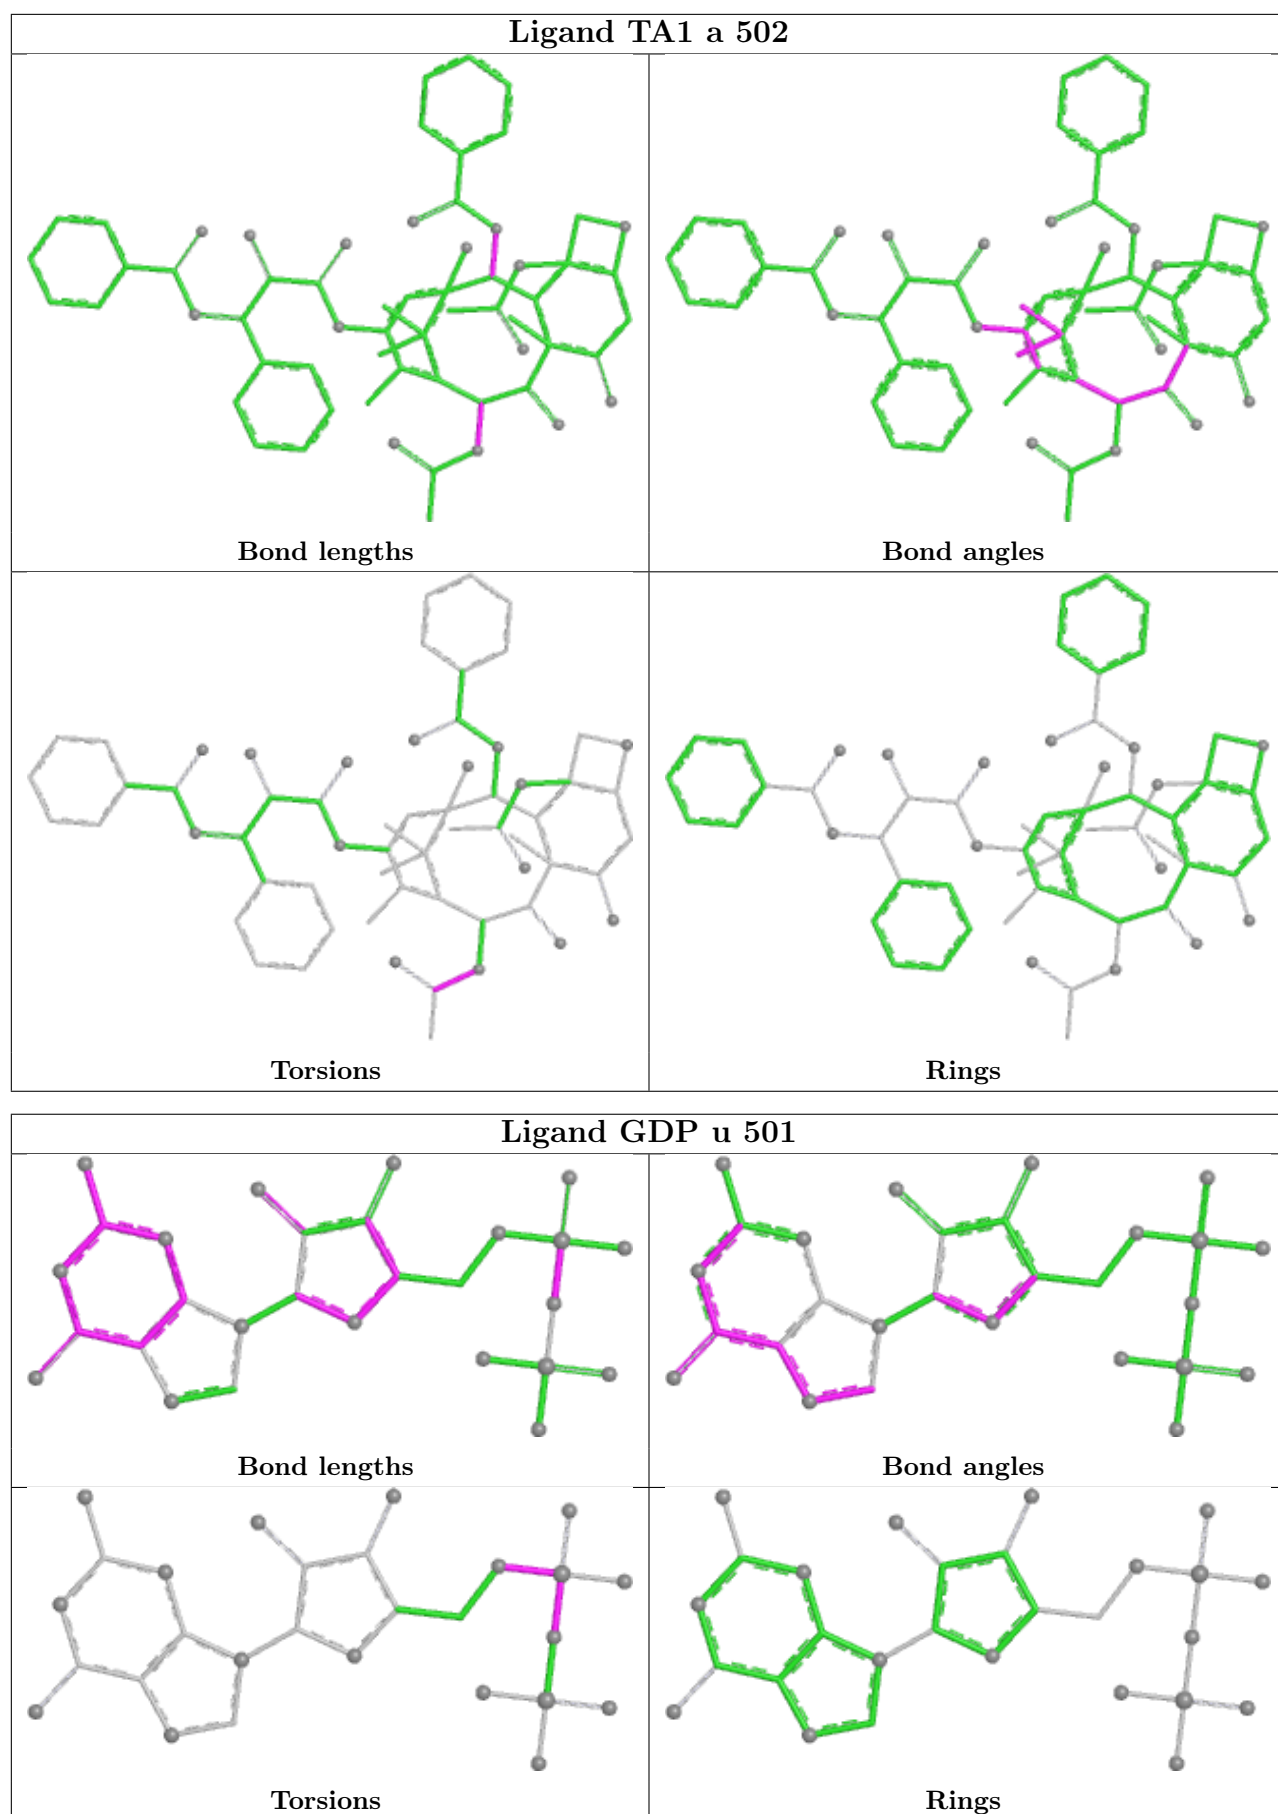 Ligand TA1 a 502
Bond lengths
Bond angles
Torsions
Rings
Ligand GDP u 501
Bond lengths
Bond angles
Torsions
Rings